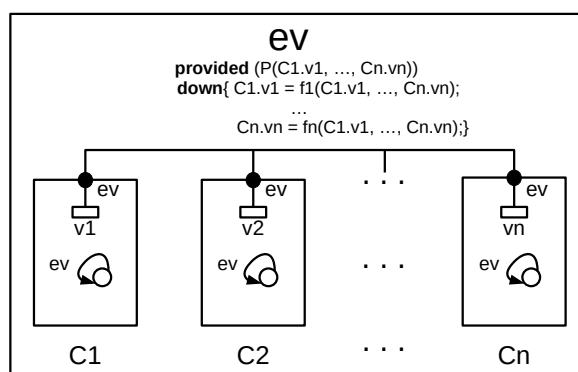 ev
provided (P(C1.v1, …, Cn.vn))
down{ C1.v1 = f1(C1.v1, …, Cn.vn);
…
Cn.vn = fn(C1.v1, …, Cn.vn);}
ev ev . . . ev
v1 v2 vn
ev ev . . . ev
C1 C2 . . . Cn